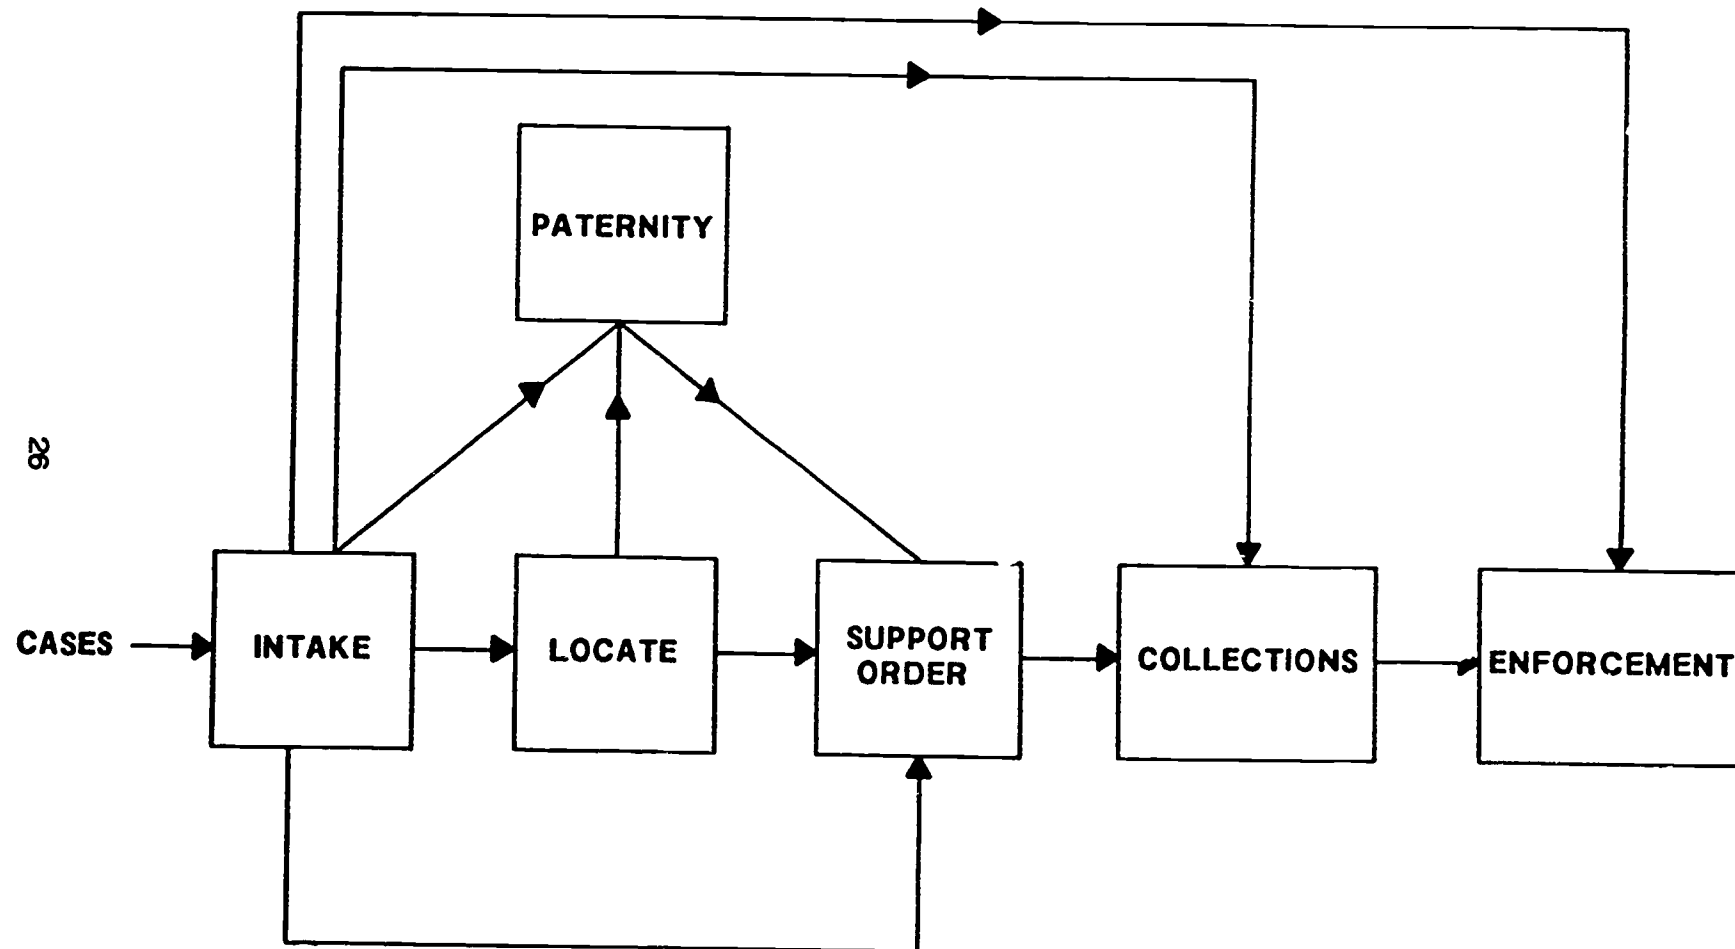 PATERNITY
26
CASES
INTAKE
LOCATE
SUPPORT
ORDER
COLLECTIONS
ENFORCEMENT